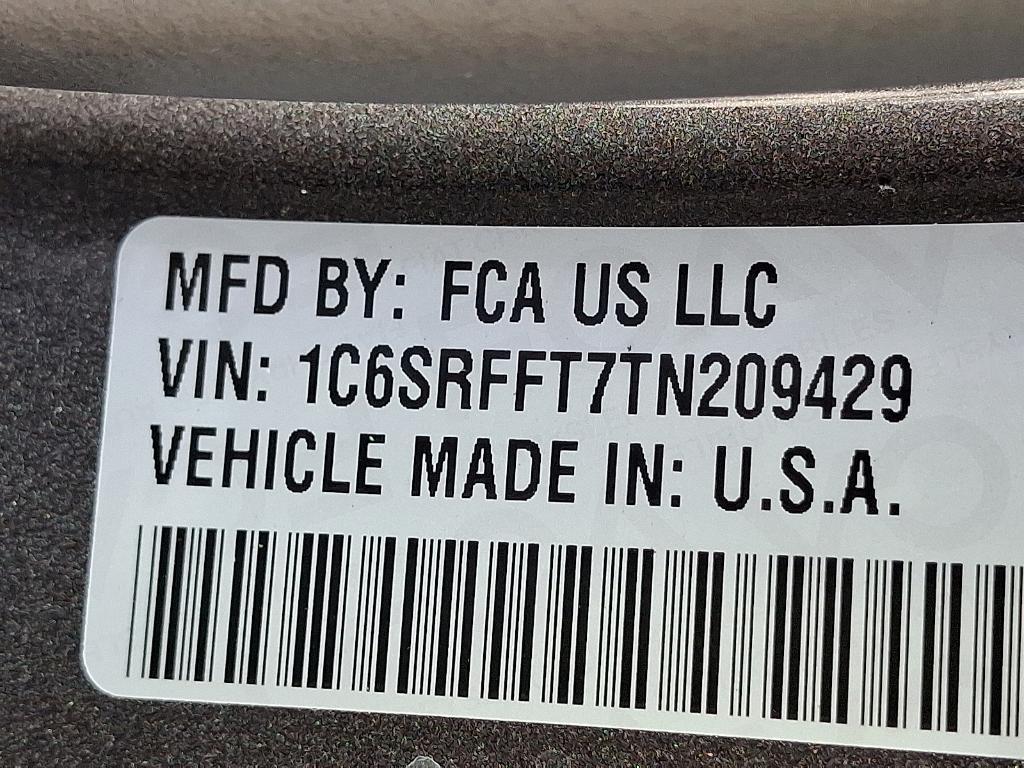 MFD BY: FCA US LLC
VIN: 1C6SRFFT7TN209429
VEHICLE MADE IN: U.S.A.